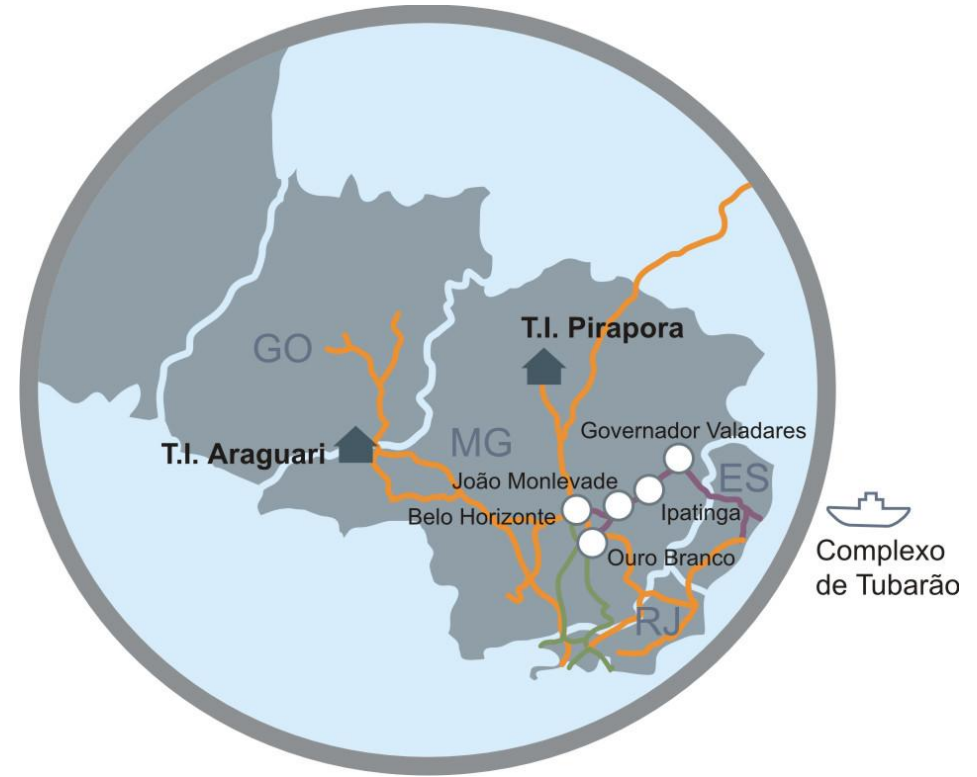 T.I. Pirapora
GO
Governador Valadares
T.I. Araguari
MG
João Monlevade
ES
Belo Horizonte
Ipatinga
Ouro Branco
Complexo
de Tubarão
RJ